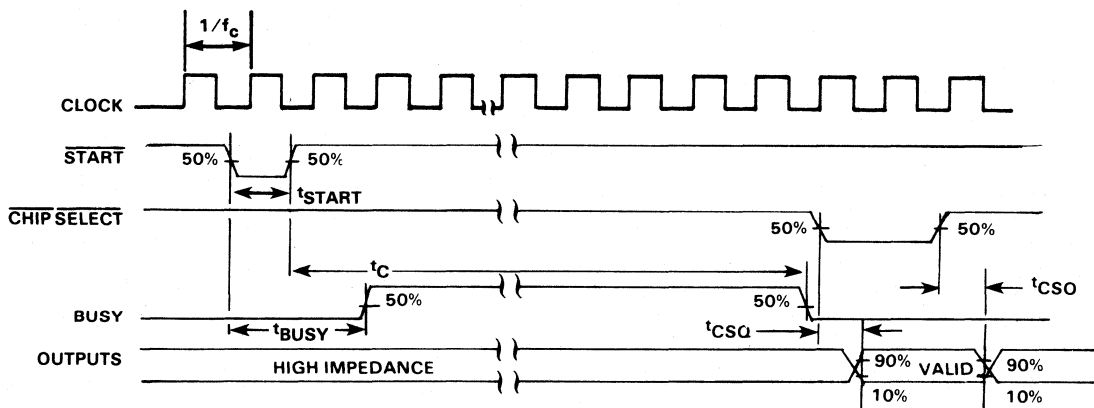 1/fc
CLOCK
START
50%
50%
tSTART
CHIP SELECT
50%
50%
tC
tCSO
50%
50%
BUSY
tBUSY
tCSQ
OUTPUTS
HIGH IMPEDANCE
90%
VALID
90%
10%
10%